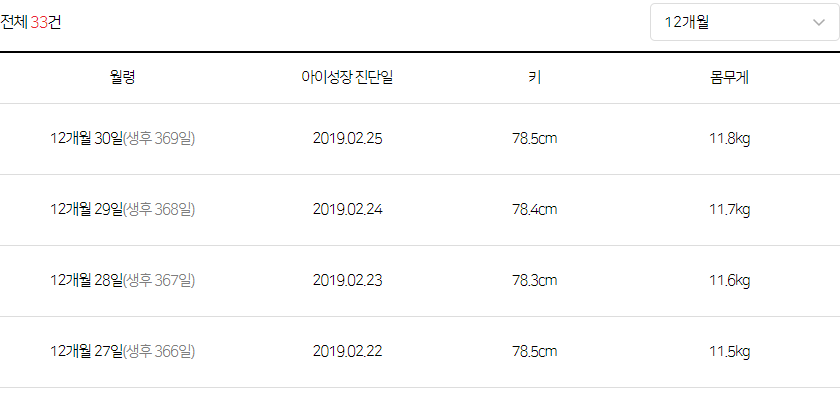 전체 33건
12개월
월령 아이성장 진단일 키 몸무게
12개월 30일(생후 369일) 2019.02.25 78.5cm 11.8kg
12개월 29일(생후 368일) 2019.02.24 78.4cm 11.7kg
12개월 28일(생후 367일) 2019.02.23 78.3cm 11.6kg
12개월 27일(생후 366일) 2019.02.22 78.5cm 11.5kg